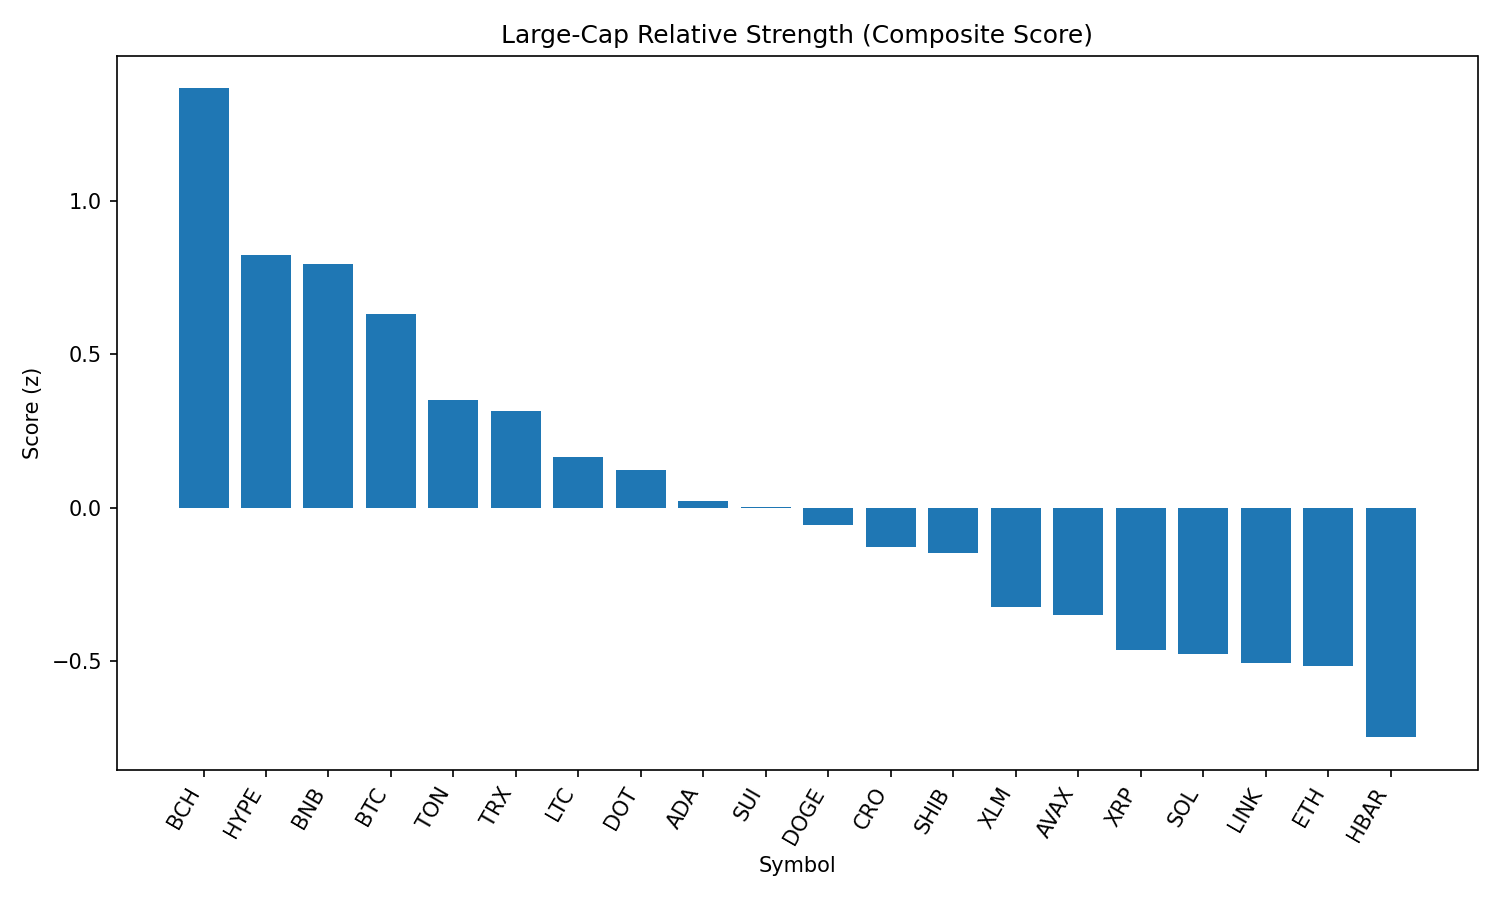 Large-Cap Relative Strength (Composite Score)
Score (z)
1.0
0.5
0.0
−0.5
BCH
HYPE
BNB
BTC
TON
TRX
LTC
DOT
ADA
SUI
DOGE
CRO
SHIB
XLM
AVAX
XRP
SOL
LINK
ETH
HBAR
Symbol